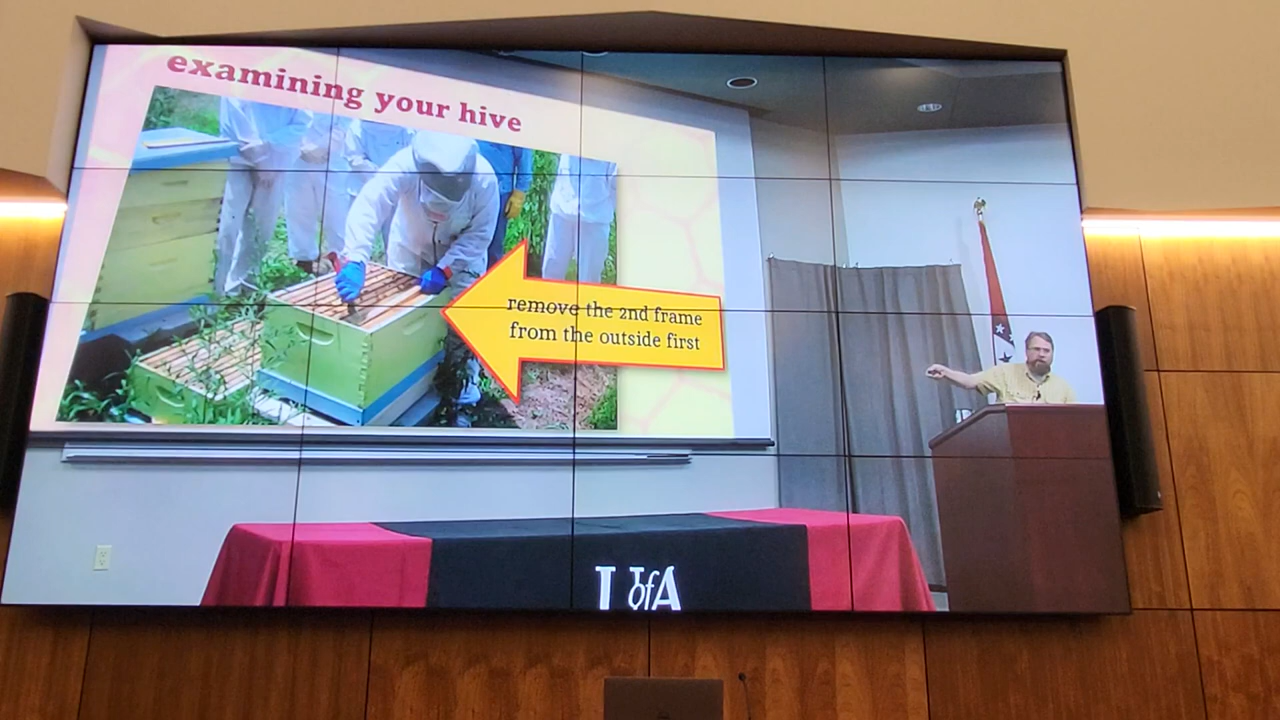 examining your hive
remove the 2nd frame
from the outside first
U of A